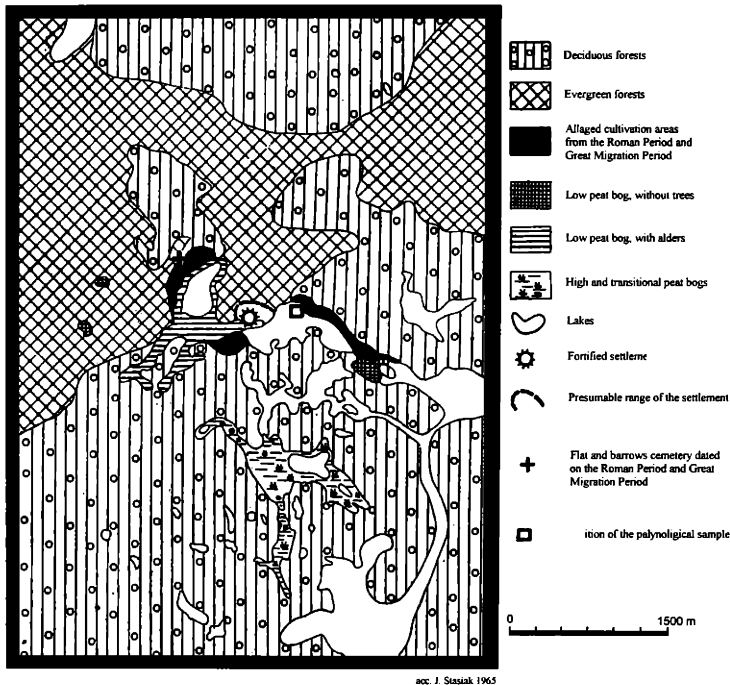 Deciduous forests
Evergreen forests
Allaged cultivation areas
from the Roman Period and
Great Migration Period
Low peat bog, without trees
Low peat bog, with alders
High and transitional peat bogs
Lakes
Fortified settleme
Presumable range of the settlement
Flat and barrows cemetery dated
on the Roman Period and Great
Migration Period
ition of the palynoligical sample
0 1500 m
acc. J. Stasiak 1965